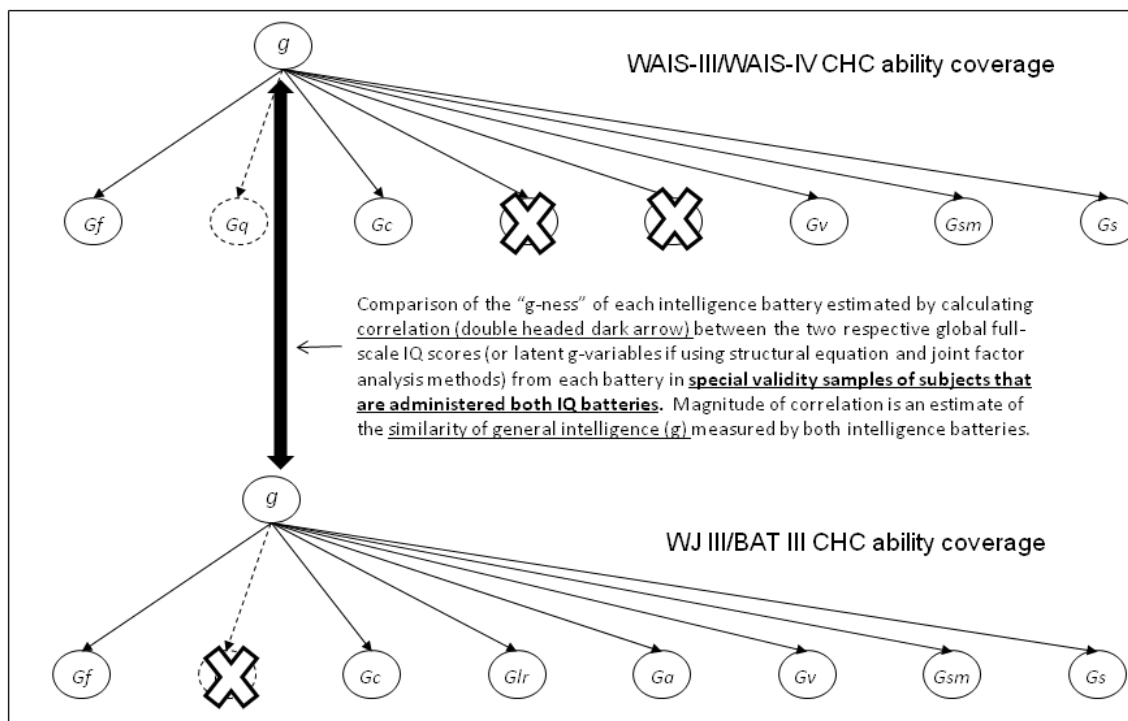 g
WAIS-III/WAIS-IV CHC ability coverage
Gf
Gq
Gc
Gv
Gsm
Gs
Comparison of the “g-ness” of each intelligence battery estimated by calculating
correlation (double headed dark arrow) between the two respective global full-
scale IQ scores (or latent g-variables if using structural equation and joint factor
analysis methods) from each battery in special validity samples of subjects that
are administered both IQ batteries. Magnitude of correlation is an estimate of
the similarity of general intelligence (g) measured by both intelligence batteries.
g
WJ III/BAT III CHC ability coverage
Gf
Gc
Glr
Ga
Gv
Gsm
Gs